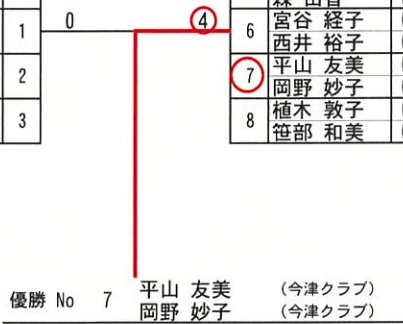 1 0 ④ 6 宮谷 経子
西井 裕子
2 7 平山 友美
岡野 妙子
3 8 植木 敦子
笹部 和美
優勝 No 7 平山 友美 (今津クラブ)
岡野 妙子 (今津クラブ)